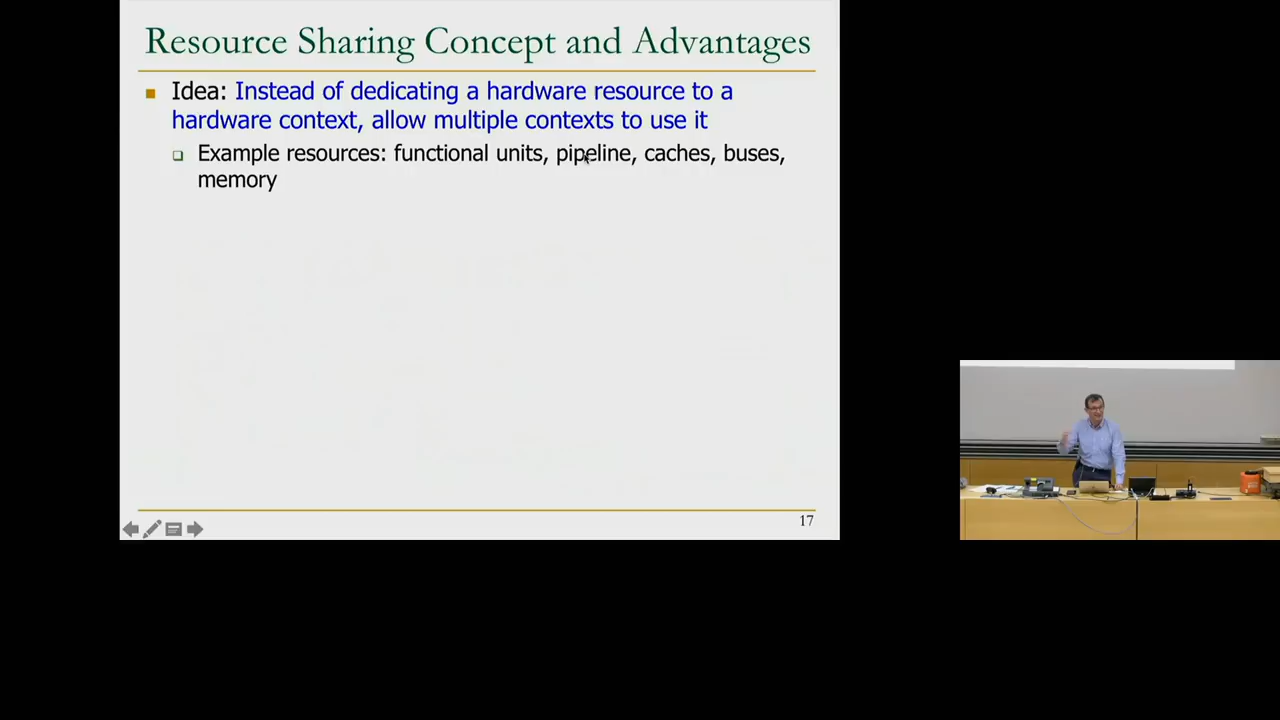 Resource Sharing Concept and Advantages
Idea: Instead of dedicating a hardware resource to a
hardware context, allow multiple contexts to use it
Example resources: functional units, pipeline, caches, buses,
memory
17